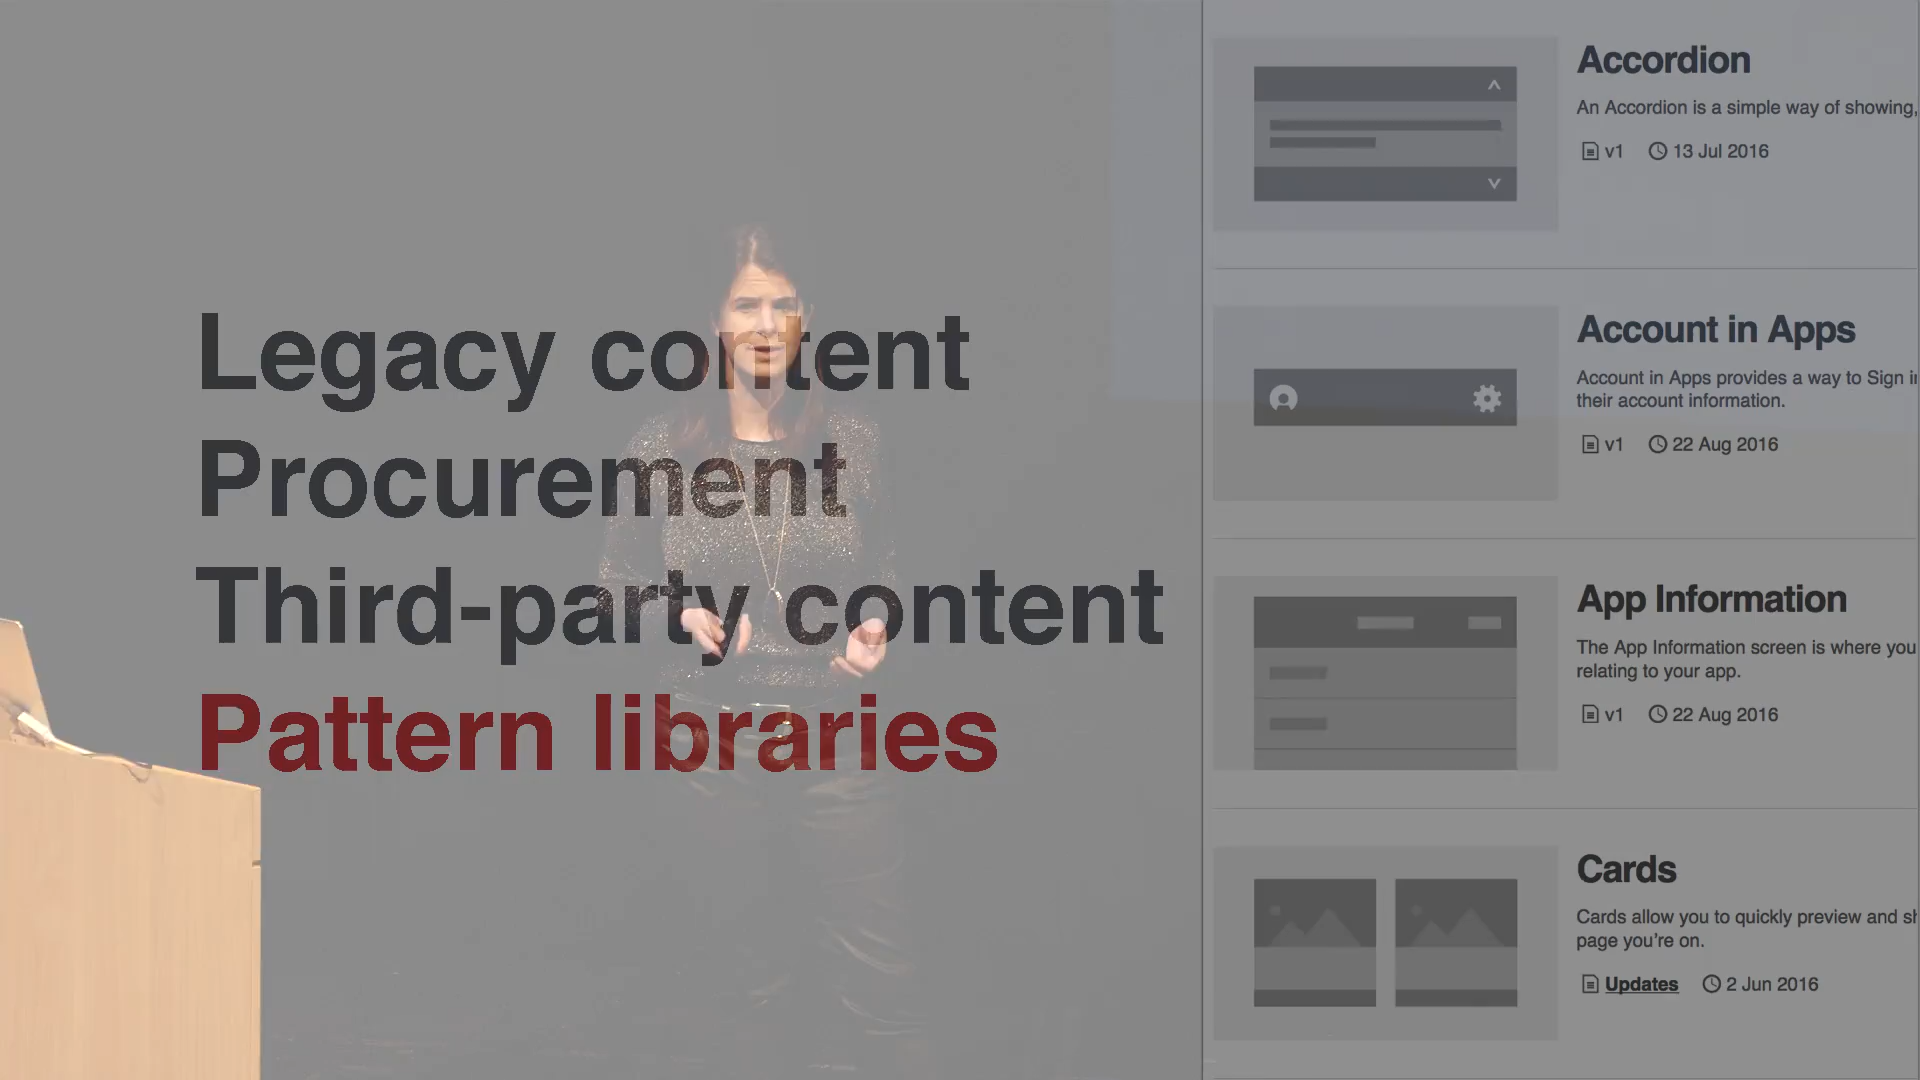 Legacy content
Procurement
Third-party content
Pattern libraries
Accordion
An Accordion is a simple way of showing,
v1 13 Jul 2016
Account in Apps
Account in Apps provides a way to Sign i
their account information.
v1 22 Aug 2016
App Information
The App Information screen is where you
relating to your app.
v1 22 Aug 2016
Cards
Cards allow you to quickly preview and sh
page you're on.
Updates 2 Jun 2016